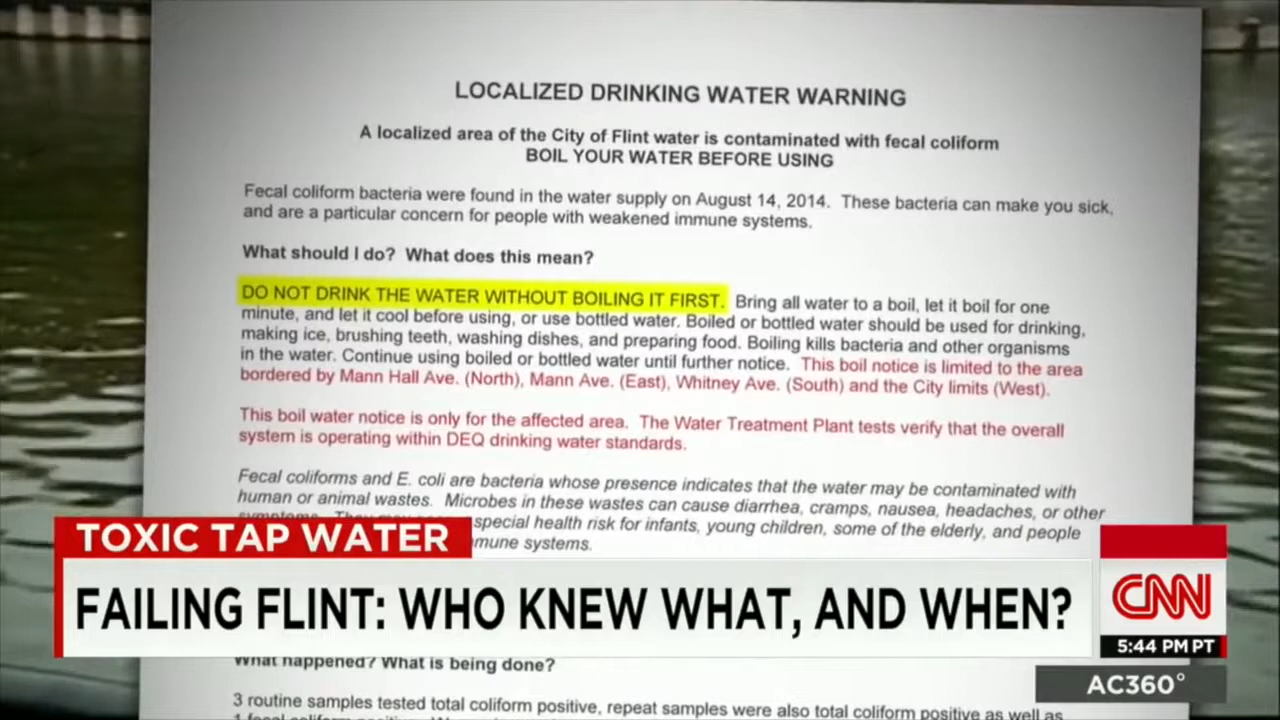 LOCALIZED DRINKING WATER WARNING
A localized area of the City of Flint water is contaminated with fecal coliform
BOIL YOUR WATER BEFORE USING
Fecal coliform bacteria were found in the water supply on August 14, 2014. These bacteria can make you sick,
and are a particular concern for people with weakened immune systems.
What should I do? What does this mean?
DO NOT DRINK THE WATER WITHOUT BOILING IT FIRST. Bring all water to a boil, let it boil for one
minute, and let it cool before using, or use bottled water. Boiled or bottled water should be used for drinking,
making ice, brushing teeth, washing dishes, and preparing food. Boiling kills bacteria and other organisms
in the water. Continue using boiled or bottled water until further notice. This boil notice is limited to the area
bordered by Mann Hall Ave. (North), Mann Ave. (East), Whitney Ave. (South) and the City limits (West).
This boil water notice is only for the affected area. The Water Treatment Plant tests verify that the overall
system is operating within DEQ drinking water standards.
Fecal coliforms and E. coli are bacteria whose presence indicates that the water may be contaminated with
human or animal wastes. Microbes in these wastes can cause diarrhea, cramps, nausea, headaches, or other
special health risk for infants, young children, some of the elderly, and people
immune systems.
TOXIC TAP WATER
FAILING FLINT: WHO KNEW WHAT, AND WHEN?
CNN
5:44 PM PT
AC360°
What happened? What is being done?
3 routine samples tested total coliform positive, repeat samples were also total coliform positive as well as